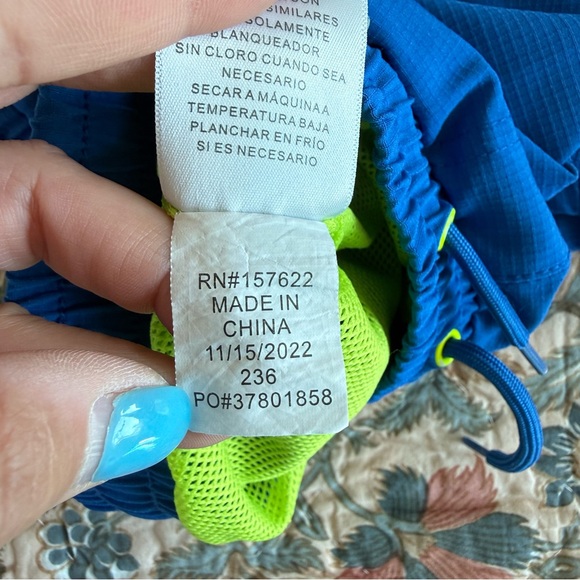 SIMILARES
SOLAMENTE
BLANQUEADOR
SIN CLORO CUANDO SEA
NECESARIO
SECAR A MÁQUINA A
TEMPERATURA BAJA
PLANCHAR EN FRÍO
SI ES NECESARIO
RN#157622
MADE IN
CHINA
11/15/2022
236
PO#37801858